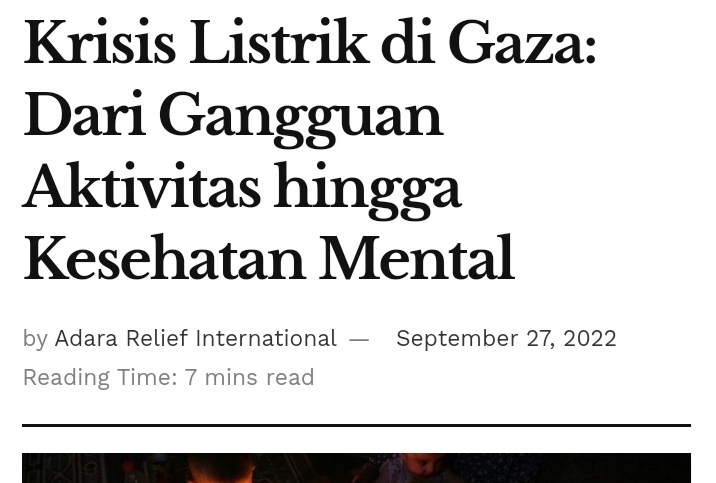 Krisis Listrik di Gaza:
Dari Gangguan
Aktivitas hingga
Kesehatan Mental
by Adara Relief International — September 27, 2022
Reading Time: 7 mins read